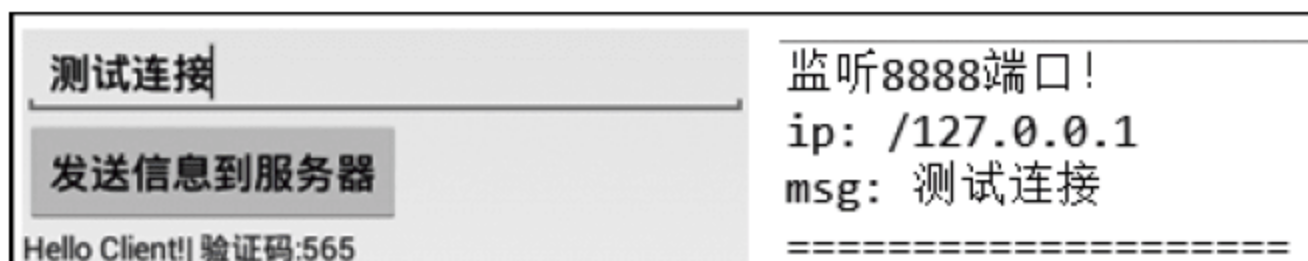 测试连接
发送信息到服务器
Hello Client!| 验证码:565
监听8888端口!
ip: /127.0.0.1
msg: 测试连接
====================